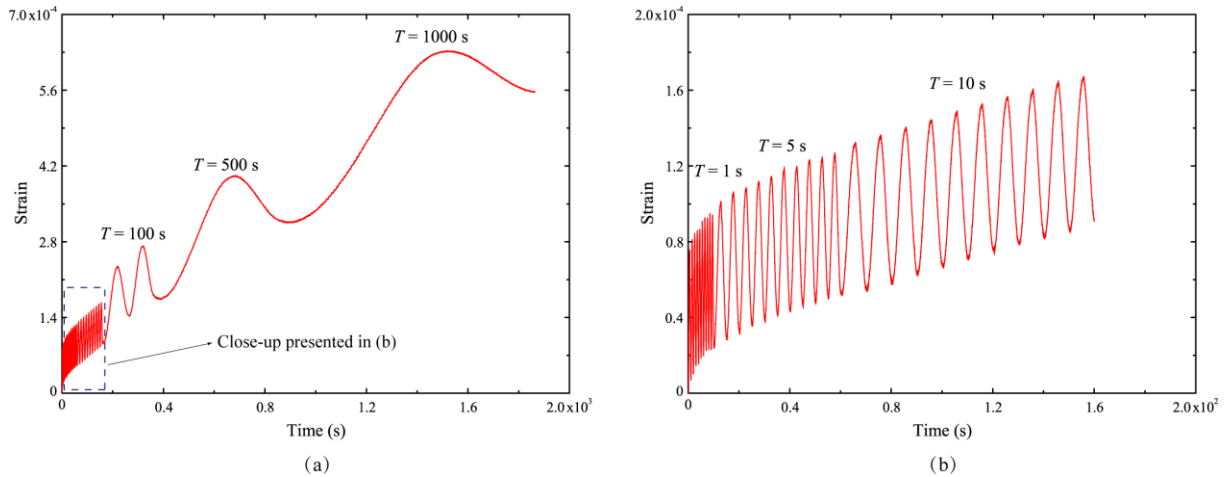 7.0x10⁻⁴
5.6
4.2
2.8
1.4
0
Strain
T = 1000 s
T = 500 s
T = 100 s
Close-up presented in (b)
0
0.4
0.8
1.2
1.6
2.0x10³
Time (s)
(a)
2.0x10⁻⁴
1.6
1.2
0.8
0.4
0
Strain
T = 10 s
T = 5 s
T = 1 s
0
0.4
0.8
1.2
1.6
2.0x10²
Time (s)
(b)